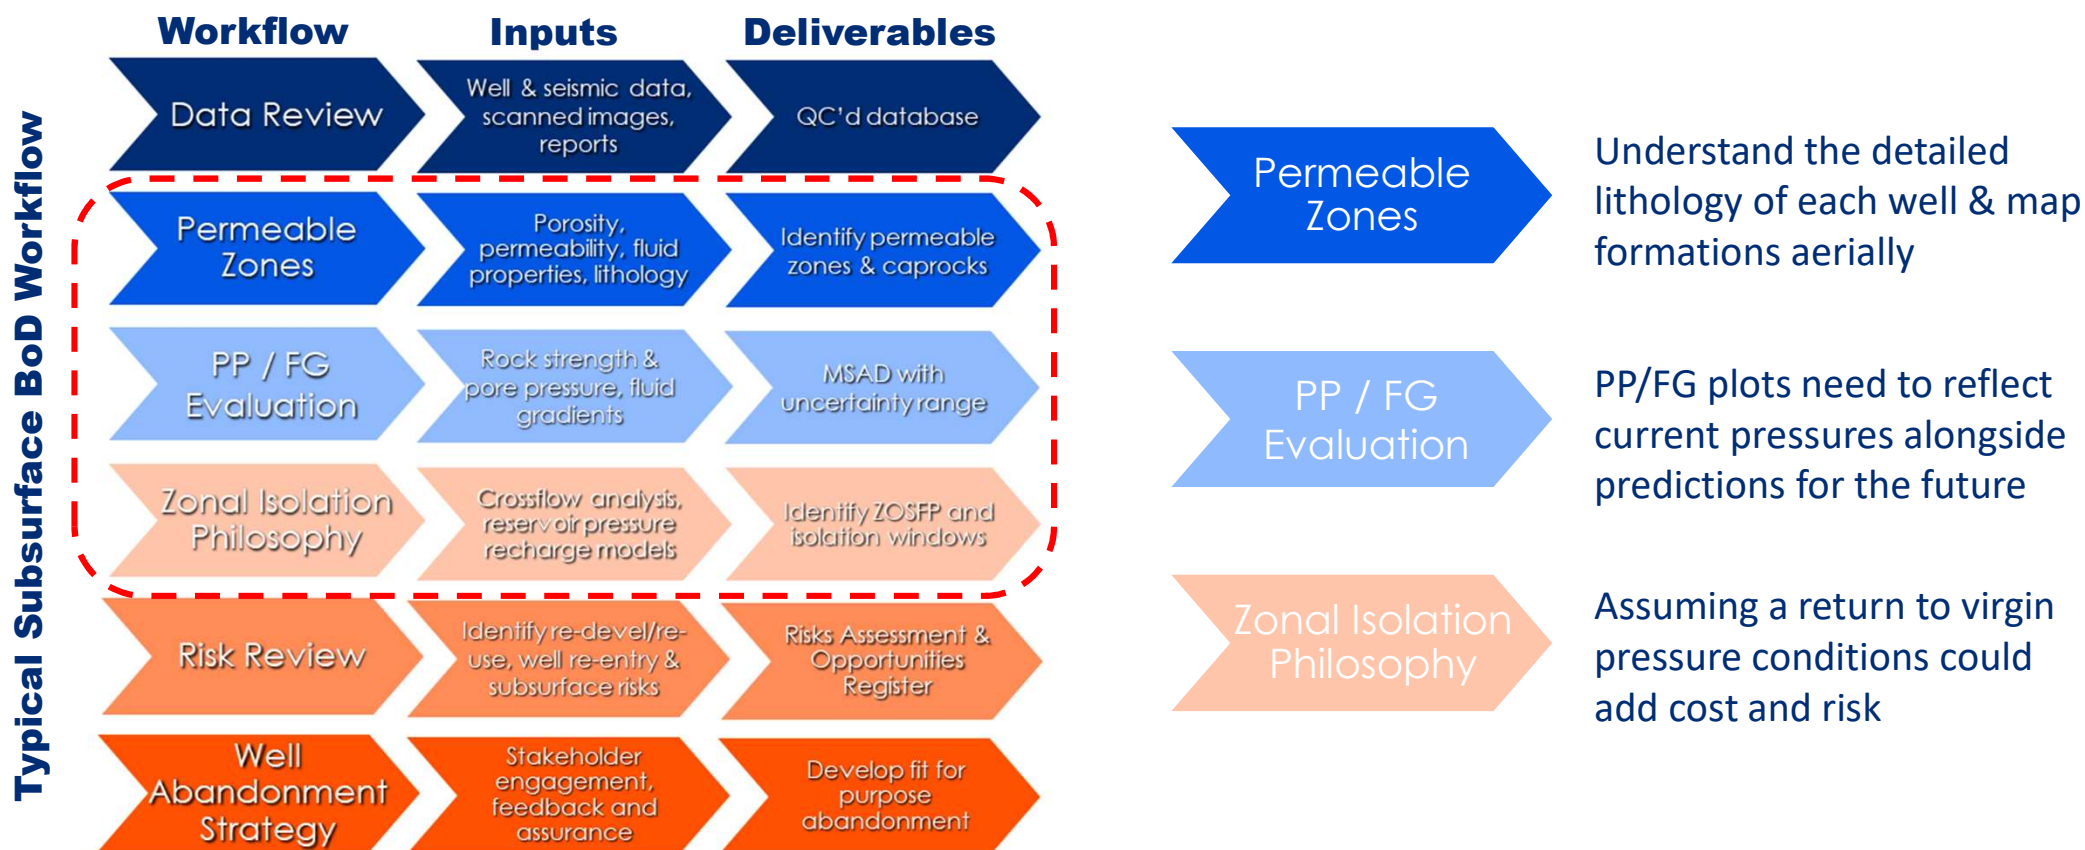 Typical Subsurface BoD Workflow
Workflow
Inputs
Deliverables
Data Review
Well & seismic data,
scanned images,
reports
QC'd database
Permeable
Zones
Porosity,
permeability, fluid
properties, lithology
Identify permeable
zones & caprocks
PP / FG
Evaluation
Rock strength &
pore pressure, fluid
gradients
MSAD with
uncertainty range
Zonal Isolation
Philosophy
Crossflow analysis,
reservoir pressure
recharge models
Identify ZOSFP and
isolation windows
Risk Review
Identify re-devel/re-
use, well re-entry &
subsurface risks
Risks Assessment &
Opportunities
Register
Well
Abandonment
Strategy
Stakeholder
engagement,
feedback and
assurance
Develop fit for
purpose
abandonment
Permeable
Zones
Understand the detailed
lithology of each well & map
formations aerially
PP / FG
Evaluation
PP/FG plots need to reflect
current pressures alongside
predictions for the future
Zonal Isolation
Philosophy
Assuming a return to virgin
pressure conditions could
add cost and risk